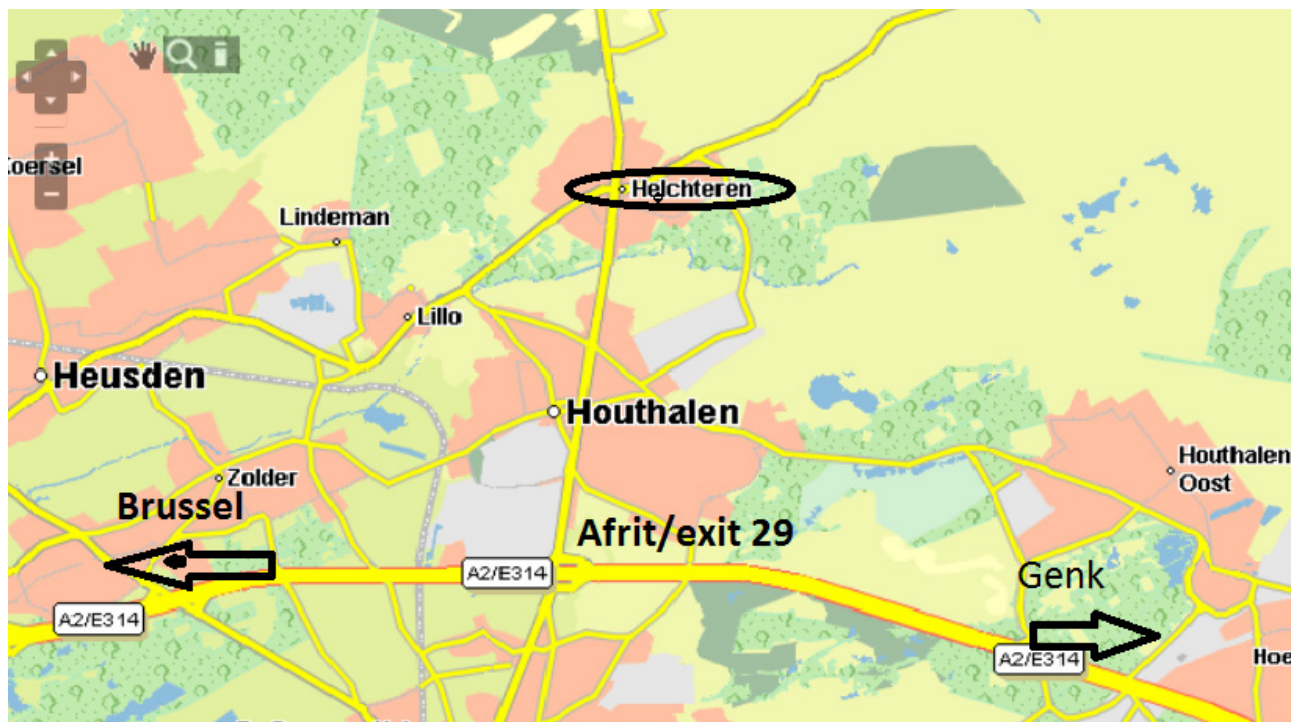 Koersel
Helchteren
Lindeman
Lillo
Heusden
Houthalen
Zolder
Houthalen
Oost
Brussel
Afrit/exit 29
A2/E314
Genk
A2/E314
A2/E314
Hoe